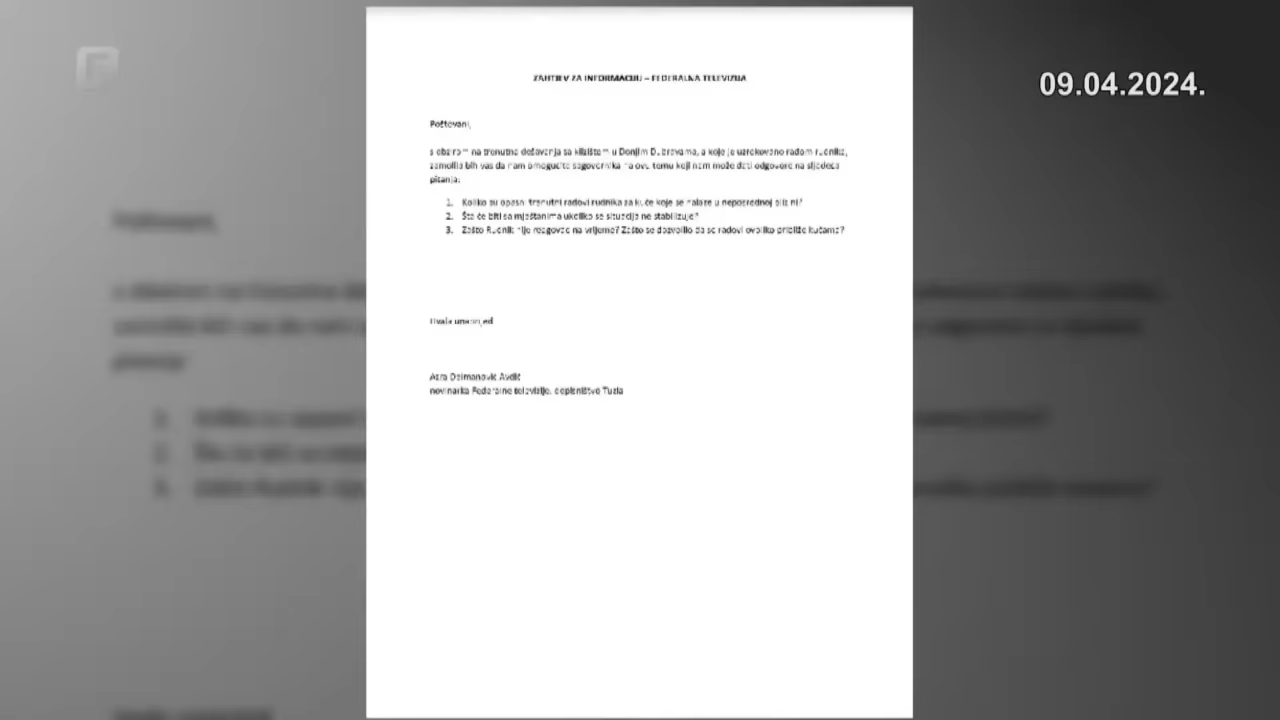 F
09.04.2024.
ZAHTJEV ZA INFORMACIJU – FEDERALNA TELEVIZIJA
Poštovani,
s obzirom na trenutna dešavanja sa klizištem u Donjim Dubravama, a koje je uzrokovano radom rudnika,
zamolila bih vas da nam omogućite sagovornika na ovu temu koji nam može dati odgovore na sljedeća
pitanja:
1. Koliko su opasni trenutni radovi rudnika za kuće koje se nalaze u neposrednoj blizini?
2. Šta će biti sa mještanima ukoliko se situacija ne stabilizuje?
3. Zašto Rudnik nije reagovao na vrijeme? Zašto se dozvolilo da se radovi ovoliko približe kućama?
Hvala unaprijed
Azra Avdić
novinarka Federalne televizije, dopisništvo Tuzla